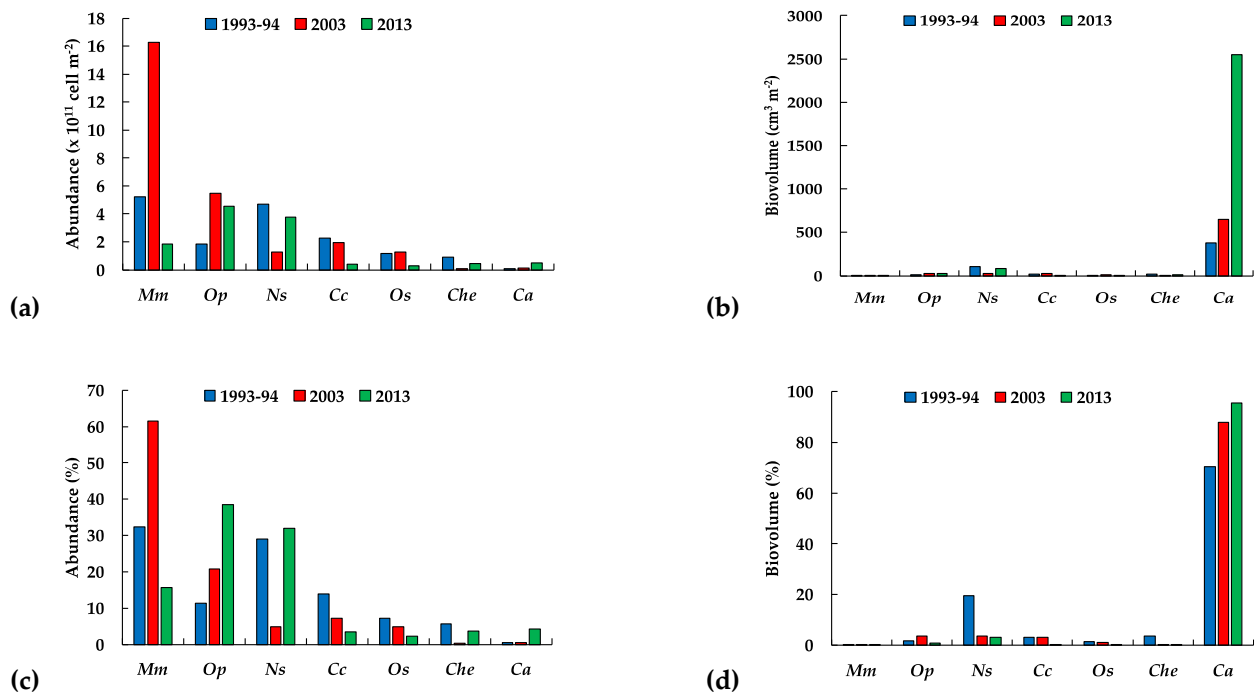 1993-94 2003 2013
Abundance (x 10¹¹ cell m⁻²)
18
16
14
12
10
8
6
4
2
0
Mm Op Ns Cc Os Che Ca
(a)
1993-94 2003 2013
Biovolume (cm³ m⁻²)
3000
2500
2000
1500
1000
500
0
Mm Op Ns Cc Os Che Ca
(b)
1993-94 2003 2013
Abundance (%)
70
60
50
40
30
20
10
0
Mm Op Ns Cc Os Che Ca
(c)
1993-94 2003 2013
Biovolume (%)
100
80
60
40
20
0
Mm Op Ns Cc Os Che Ca
(d)